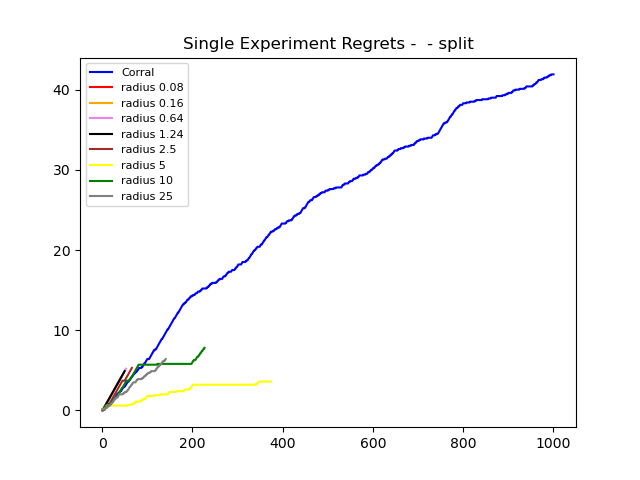 Single Experiment Regrets -  - split
Corral
radius 0.08
radius 0.16
radius 0.64
radius 1.24
radius 2.5
radius 5
radius 10
radius 25
40
30
20
10
0
0 200 400 600 800 1000